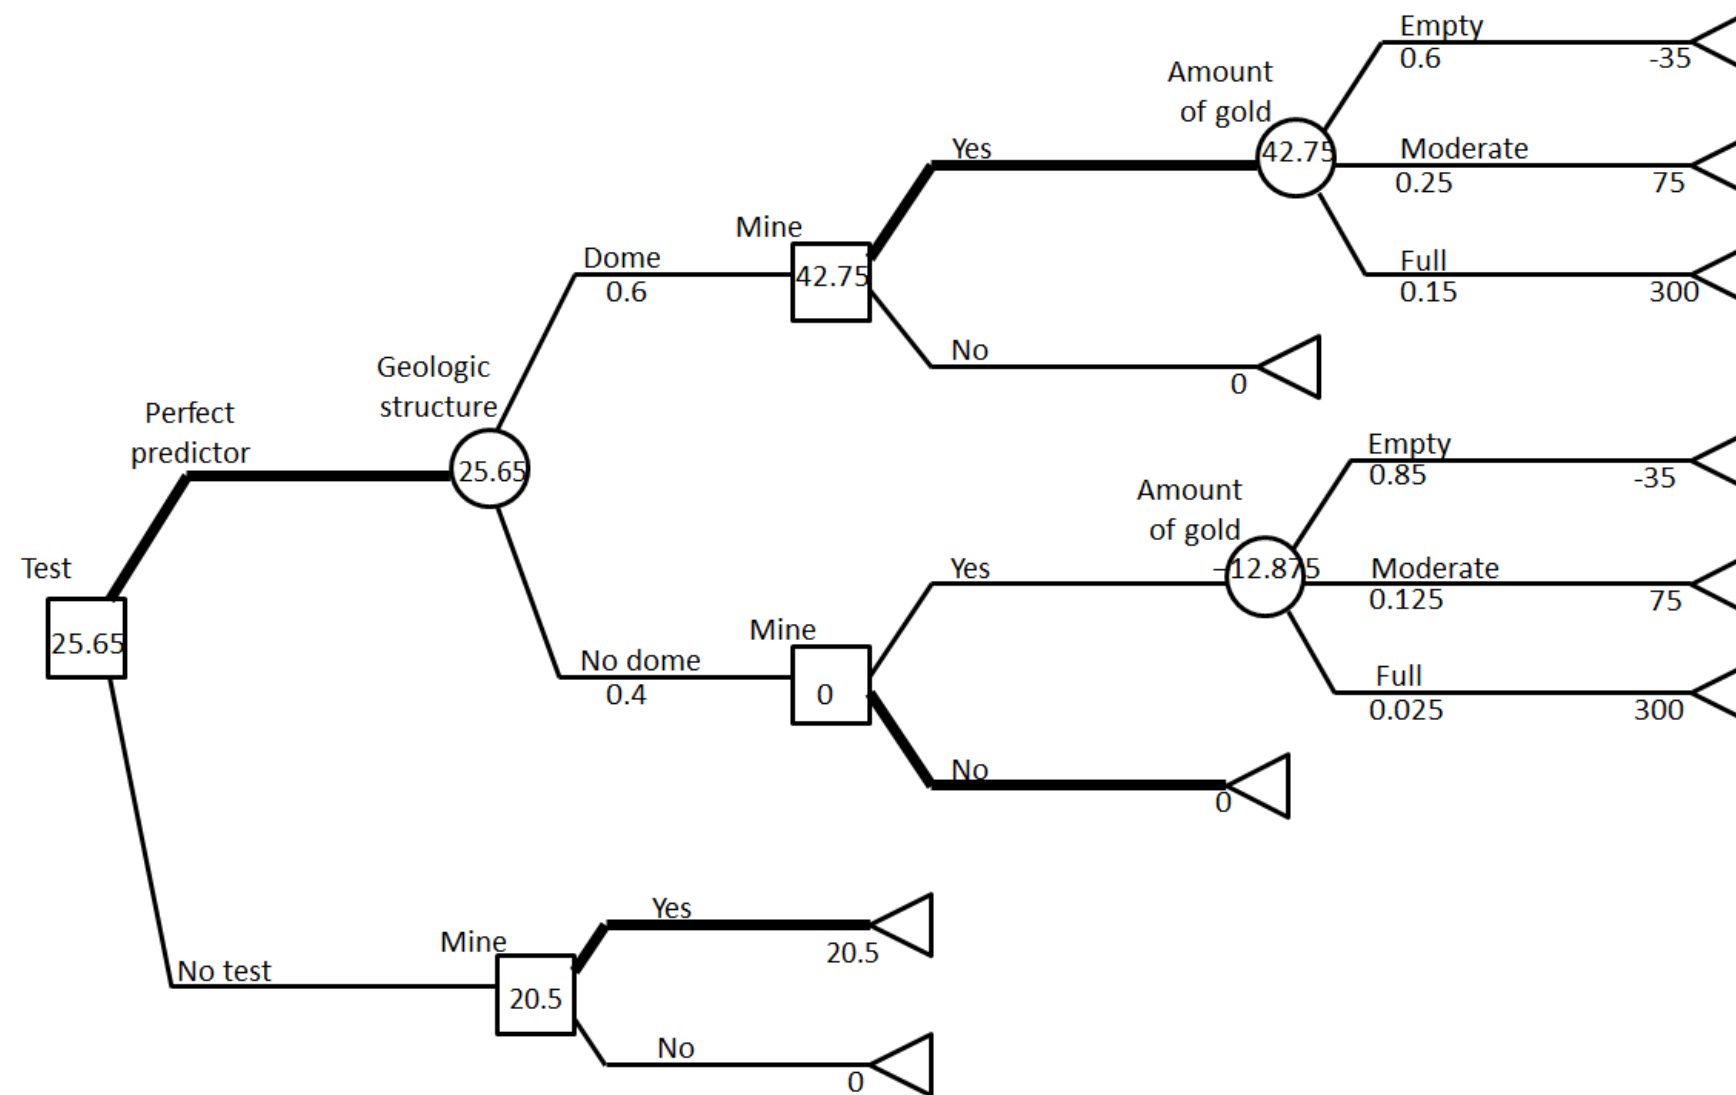 Empty
0.6 -35
Amount
of gold
42.75
Yes
Moderate
0.25 75
Full
0.15 300
Mine
42.75
Dome
0.6
No
0
Geologic
structure
25.65
Perfect
predictor
Empty
0.85 -35
Amount
of gold
-12.875
Yes
Moderate
0.125 75
Full
0.025 300
Test
25.65
Mine
0
No dome
0.4
No
0
Yes
20.5
Mine
20.5
No test
No
0